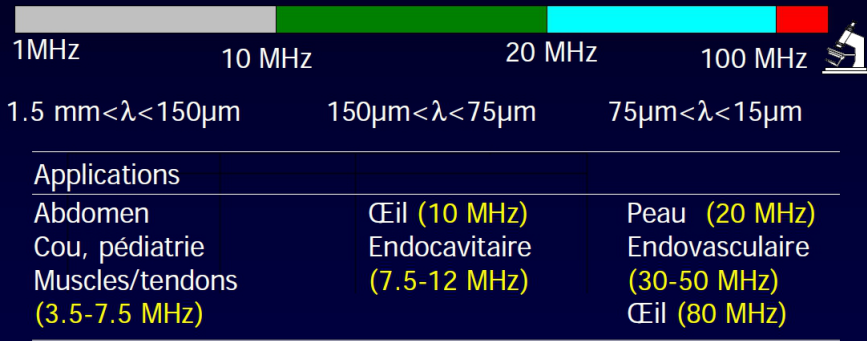 1MHz 10 MHz 20 MHz 100 MHz
1.5 mm<λ<150µm 150µm<λ<75µm 75µm<λ<15µm
Applications
Abdomen Œil (10 MHz) Peau (20 MHz)
Cou, pédiatrie Endocavitaire Endovasculaire
Muscles/tendons (7.5-12 MHz) (30-50 MHz)
(3.5-7.5 MHz) Œil (80 MHz)